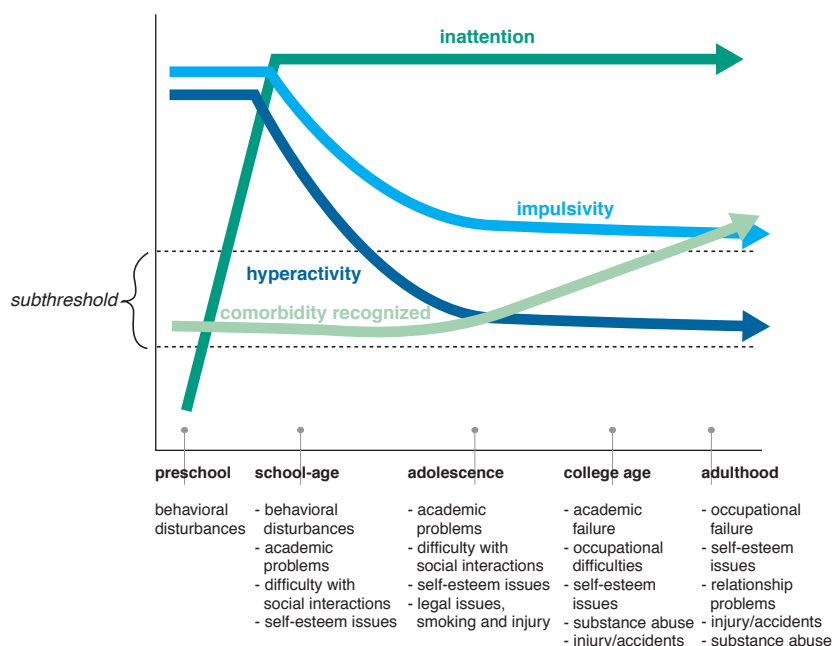 inattention
impulsivity
hyperactivity
subthreshold
comorbidity recognized
preschool
behavioral
disturbances
school-age
- behavioral
disturbances
- academic
problems
- difficulty with
social interactions
- self-esteem issues
adolescence
- academic
problems
- difficulty with
social interactions
- self-esteem issues
- legal issues,
smoking and injury
college age
- academic
failure
- occupational
difficulties
- self-esteem
issues
- substance abuse
- injury/accidents
adulthood
- occupational
failure
- self-esteem
issues
- relationship
problems
- injury/accidents
- substance abuse